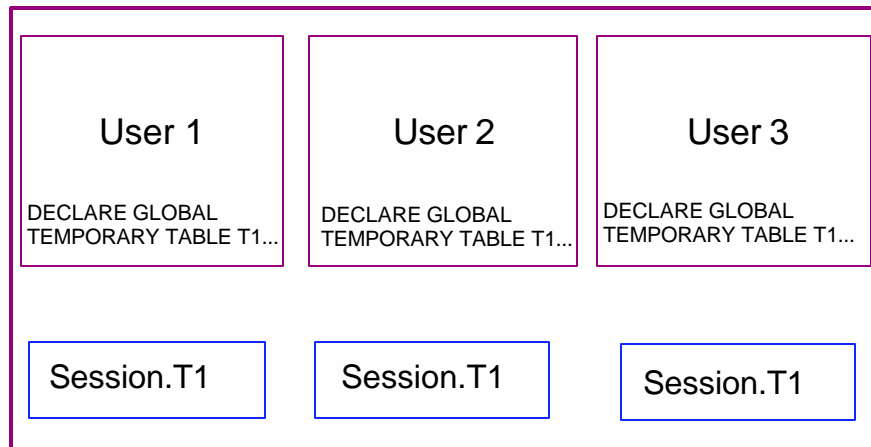 User 1
DECLARE GLOBAL
TEMPORARY TABLE T1...
User 2
DECLARE GLOBAL
TEMPORARY TABLE T1...
User 3
DECLARE GLOBAL
TEMPORARY TABLE T1...
Session.T1
Session.T1
Session.T1